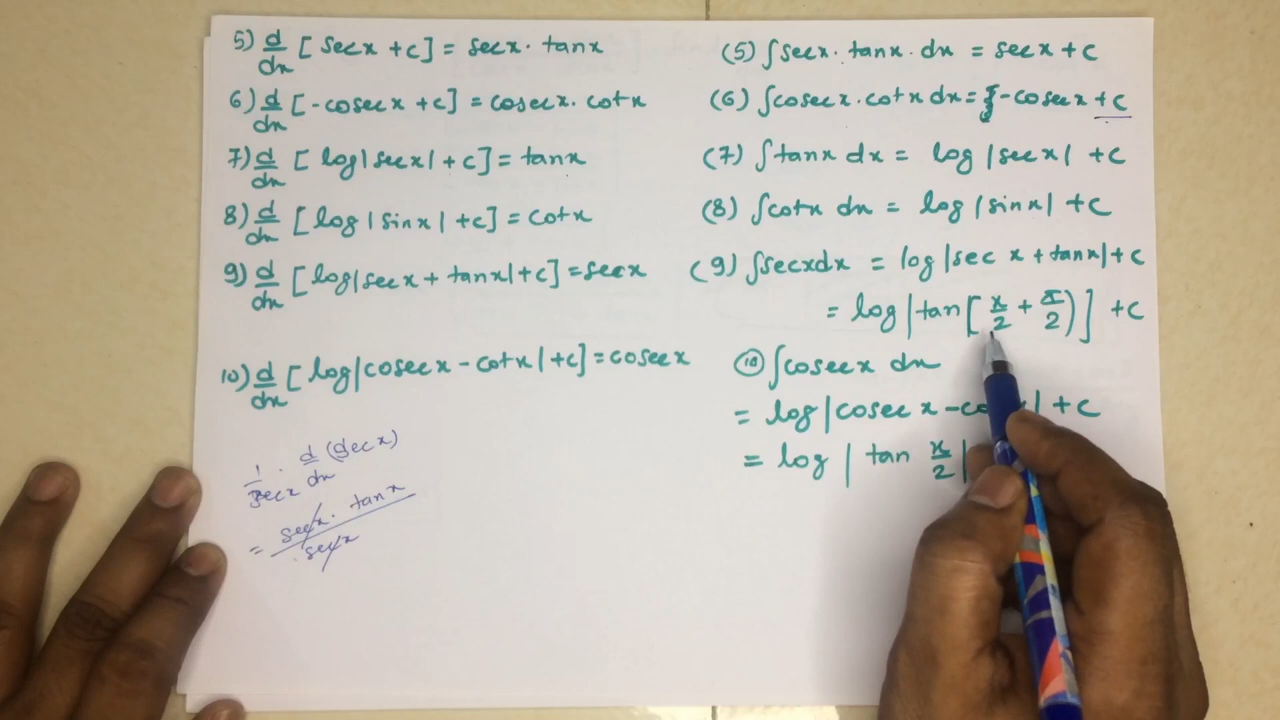 5) d/dx [secx + c] = secx · tanx
(5) ∫secx · tanx · dx = secx + c
6) d/dx [-cosecx + c] = cosecx · cotx
(6) ∫cosecx · cotx dx = -cosecx + c
7) d/dx [log|secx| + c] = tanx
(7) ∫tanx dx = log|secx| + c
8) d/dx [log|sinx| + c] = cotx
(8) ∫cotx dx = log|sinx| + c
9) d/dx [log|secx + tanx| + c] = secx
(9) ∫secxdx = log|sec x + tanx| + c
= log|tan[x/2 + π/2)] + c
10) d/dx [log|cosecx - cotx| + c] = cosecx
⑩ ∫cosecx dx
= log|cosec x - co | + c
= log|tan x/2|
1/secx · d/dx (secx)
= secx · tanx / secx